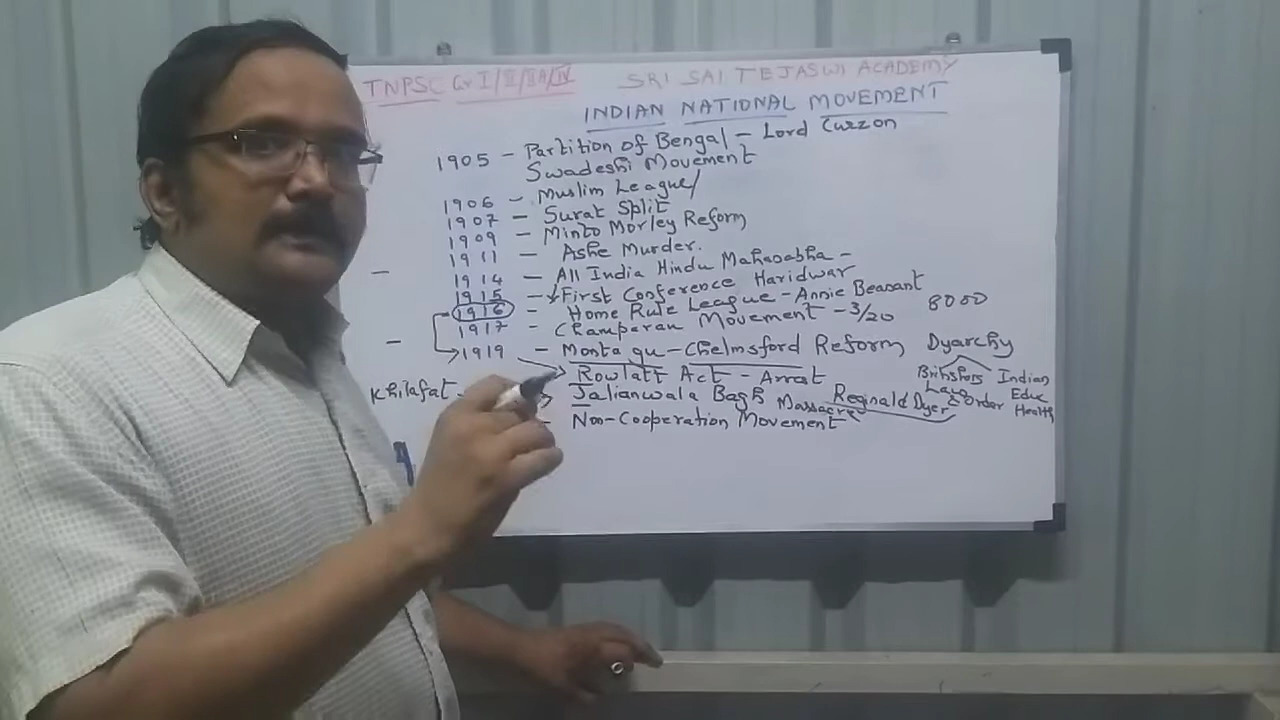 TNPSC Gr I/II/IIA/IV SRI SAI TEJASWI ACADEMY
INDIAN NATIONAL MOVEMENT
1905 - Partition of Bengal - Lord Curzon
Swadeshi Movement
1906 - Muslim League/
1907 - Surat Split
1909 - Minto Morley Reform
1911 - Ashe Murder.
1914 - All India Hindu Mahasabha -
1915 - First Conference Haridwar
1916 - Home Rule League - Annie Beasant
1917 - Champaran Movement - 3/20 8000
1919 - Montagu-Chelmsford Reform Dyarchy
Rowlatt Act - Arrest
Britishers Indian
Law & Order Educ
Health
Khilafat - Jalianwala Bagh Massacre Reginald Dyer
- Non-Cooperation Movement